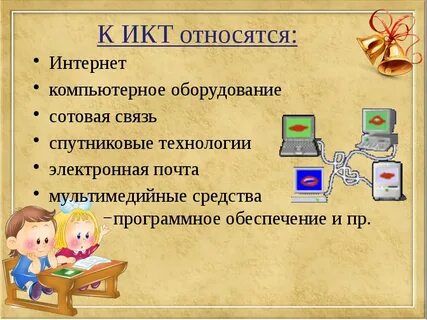 К ИКТ относятся:
• Интернет
• компьютерное оборудование
• сотовая связь
• спутниковые технологии
• электронная почта
• мультимедийные средства
−программное обеспечение и пр.